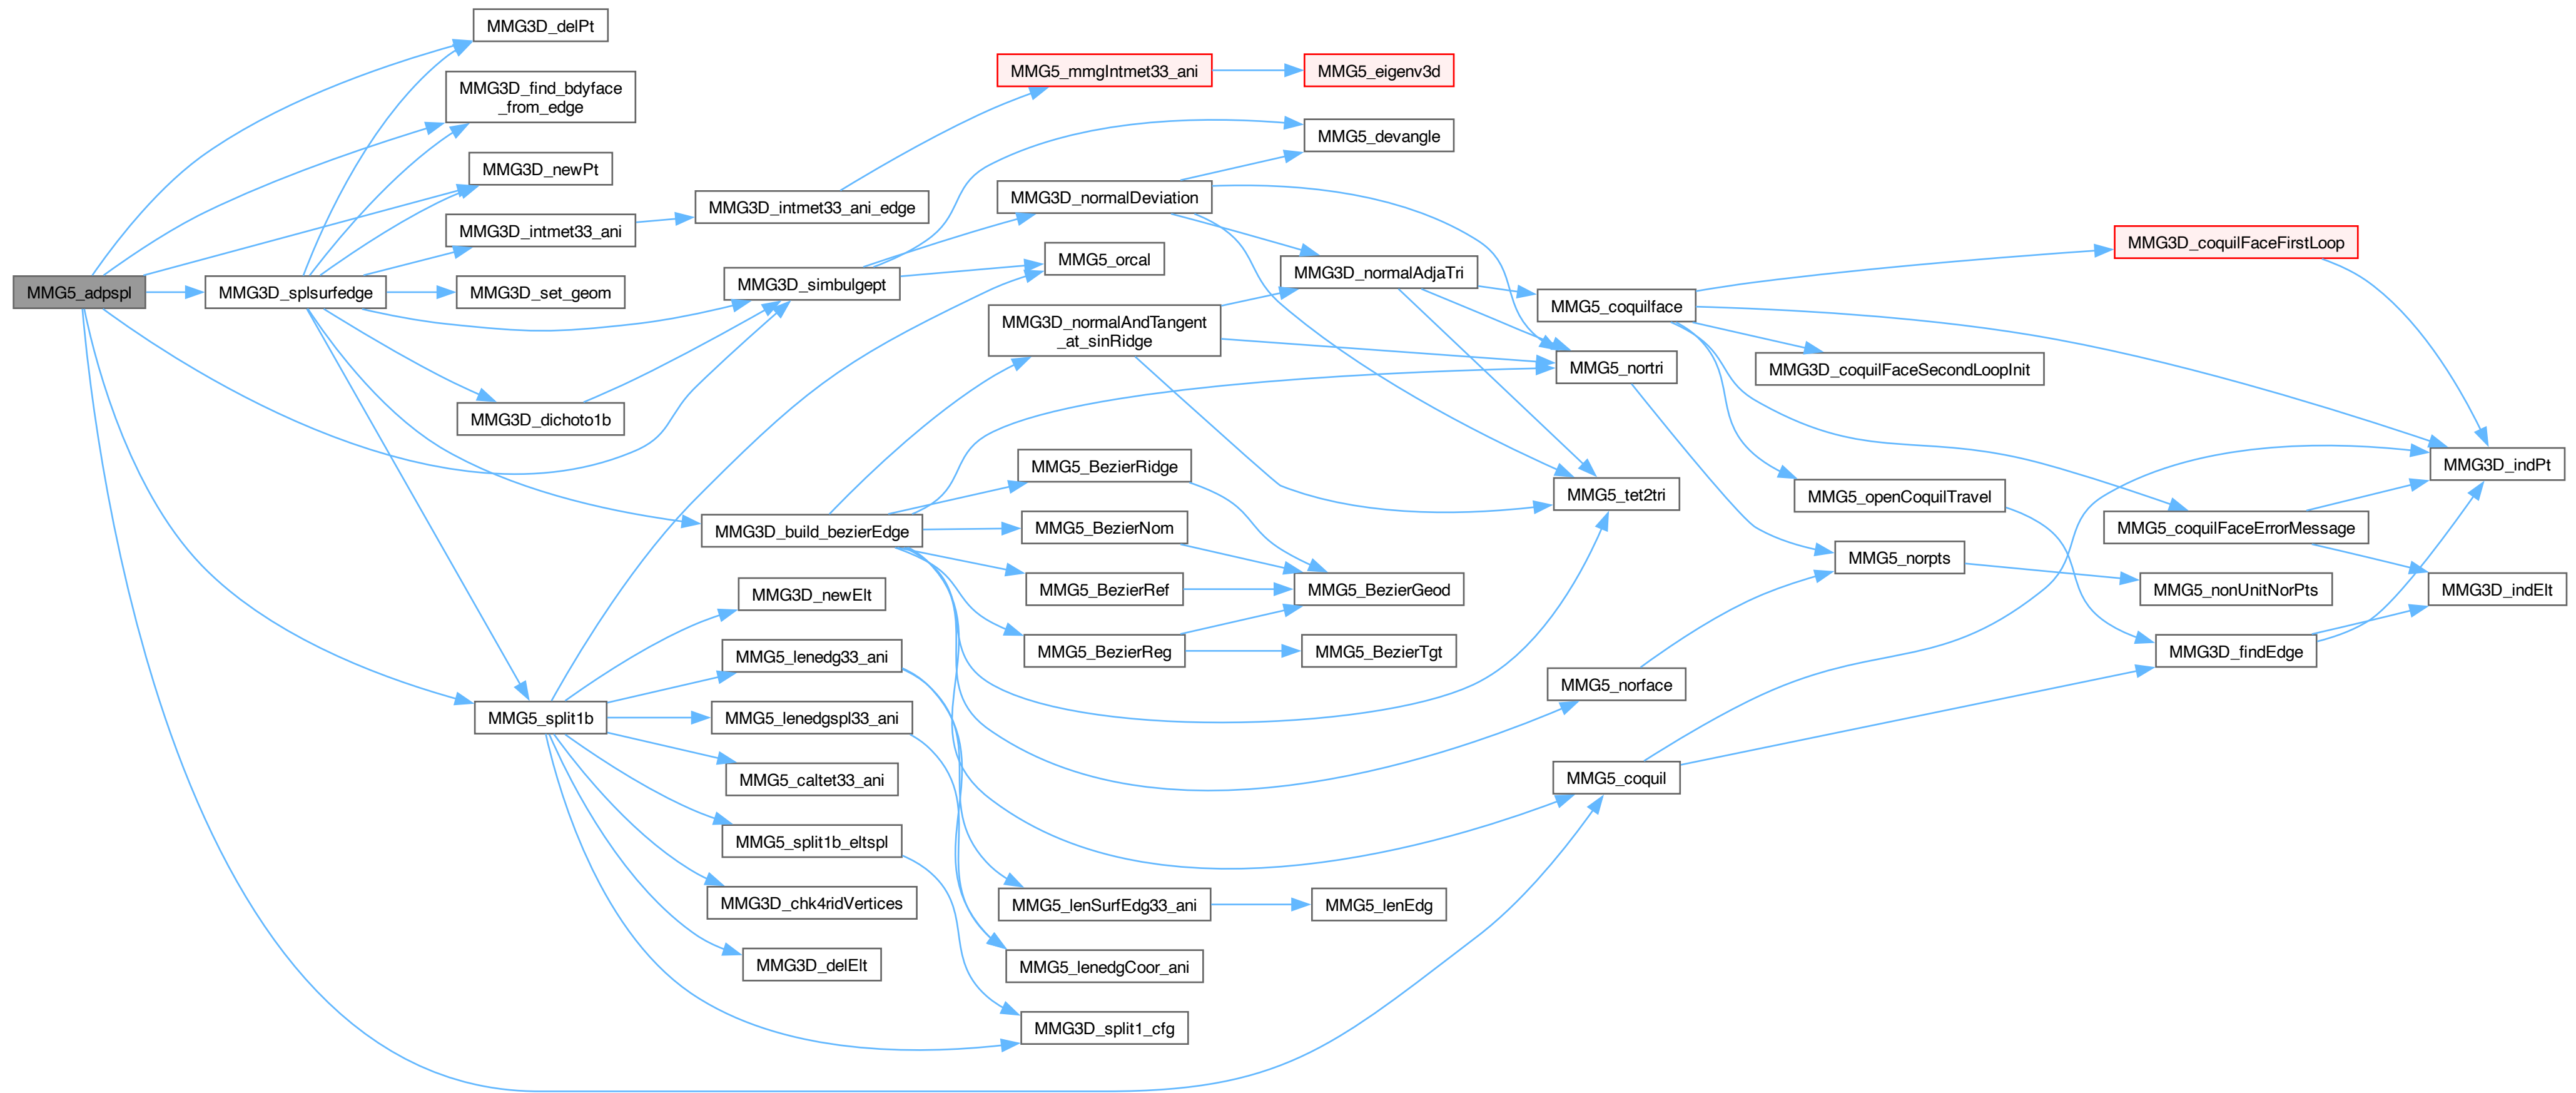 MMG5_adpspl
MMG3D_delPt
MMG3D_find_bdyface
_from_edge
MMG3D_newPt
MMG3D_intmet33_ani
MMG3D_splsurfedge
MMG3D_set_geom
MMG3D_dichoto1b
MMG5_split1b
MMG3D_intmet33_ani_edge
MMG3D_simbulgept
MMG3D_build_bezierEdge
MMG3D_newElt
MMG5_lenedg33_ani
MMG5_lenedgspl33_ani
MMG5_caltet33_ani
MMG5_split1b_eltspl
MMG3D_chk4ridVertices
MMG3D_delElt
MMG5_mmgIntmet33_ani
MMG3D_normalDeviation
MMG5_orcal
MMG3D_normalAndTangent
_at_sinRidge
MMG5_BezierRidge
MMG5_BezierNom
MMG5_BezierRef
MMG5_BezierReg
MMG5_lenSurfEdg33_ani
MMG5_lenedgCoor_ani
MMG3D_split1_cfg
MMG5_eigenv3d
MMG5_devangle
MMG3D_normalAdjaTri
MMG5_BezierGeod
MMG5_BezierTgt
MMG5_lenEdg
MMG5_coquilface
MMG5_nortri
MMG5_tet2tri
MMG5_norface
MMG5_coquil
MMG3D_coquilFaceSecondLoopInit
MMG5_openCoquilTravel
MMG5_norpts
MMG3D_coquilFaceFirstLoop
MMG5_coquilFaceErrorMessage
MMG5_nonUnitNorPts
MMG3D_findEdge
MMG3D_indPt
MMG3D_indElt